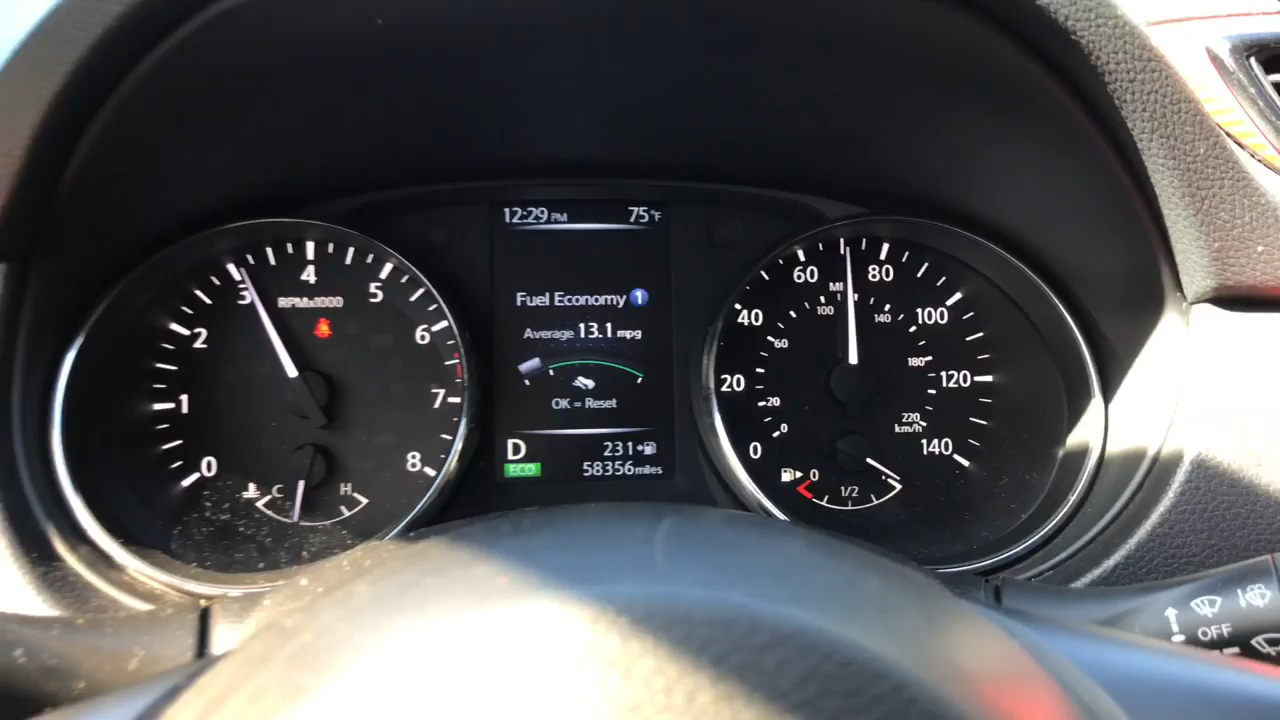 12:29 PM 75°F
Fuel Economy 1
Average 13.1 mpg
OK = Reset
D 231
ECO 58356 miles
0
1
2
3
4
5
6
7
8
RPMx1000
C H
0
20
40
60
80
100
120
140
MI
0
20
60
100
140
180
220
km/h
0
1/2
OFF